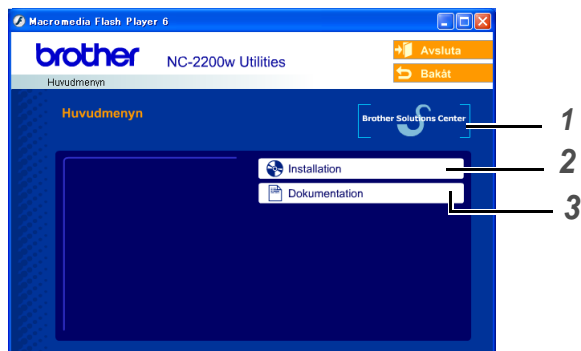 Macromedia Flash Player 6
brother
NC-2200w Utilities
Avsluta
Bakåt
Huvudmenyn
Huvudmenyn
Brother Solutions Center
1
Installation
2
Dokumentation
3